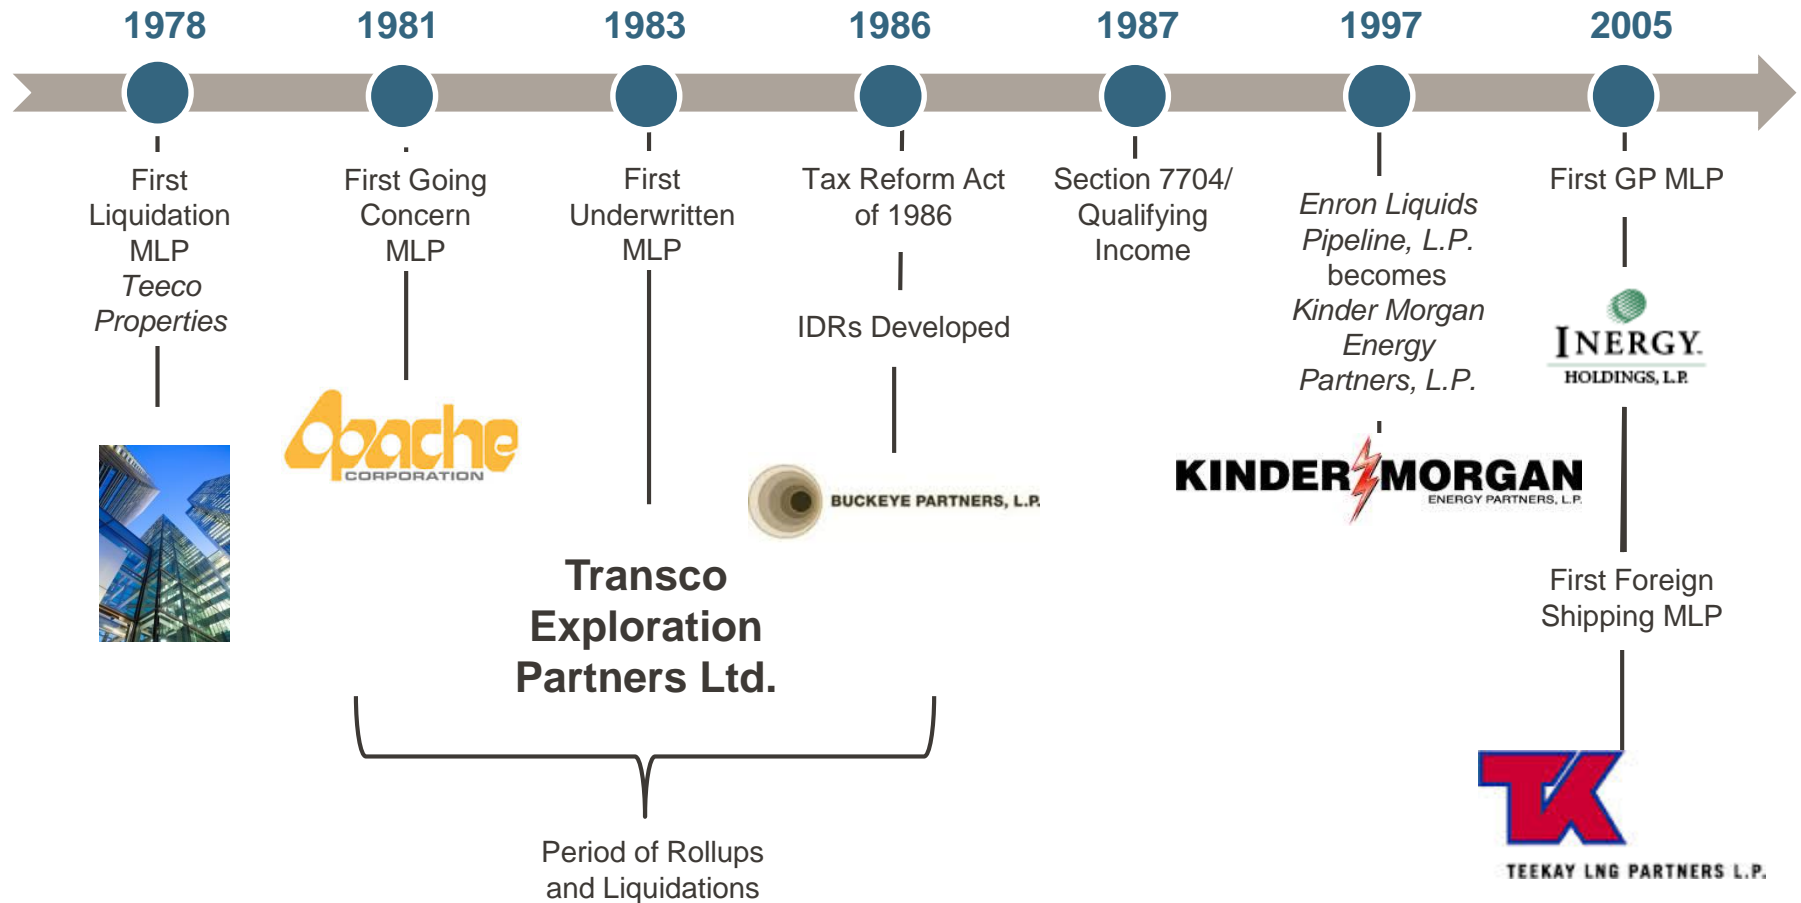 1978
1981
1983
1986
1987
1997
2005
First
Liquidation
MLP
Teeco
Properties
First Going
Concern
MLP
Apache
CORPORATION
First
Underwritten
MLP
Transco
Exploration
Partners Ltd.
Tax Reform Act
of 1986
IDRs Developed
BUCKEYE PARTNERS, L.P.
Period of Rollups
and Liquidations
Section 7704/
Qualifying
Income
Enron Liquids
Pipeline, L.P.
becomes
Kinder Morgan
Energy
Partners, L.P.
KINDER MORGAN
ENERGY PARTNERS, L.P.
First GP MLP
INERGY
HOLDINGS, L.P.
First Foreign
Shipping MLP
TK
TEEKAY LNG PARTNERS L.P.